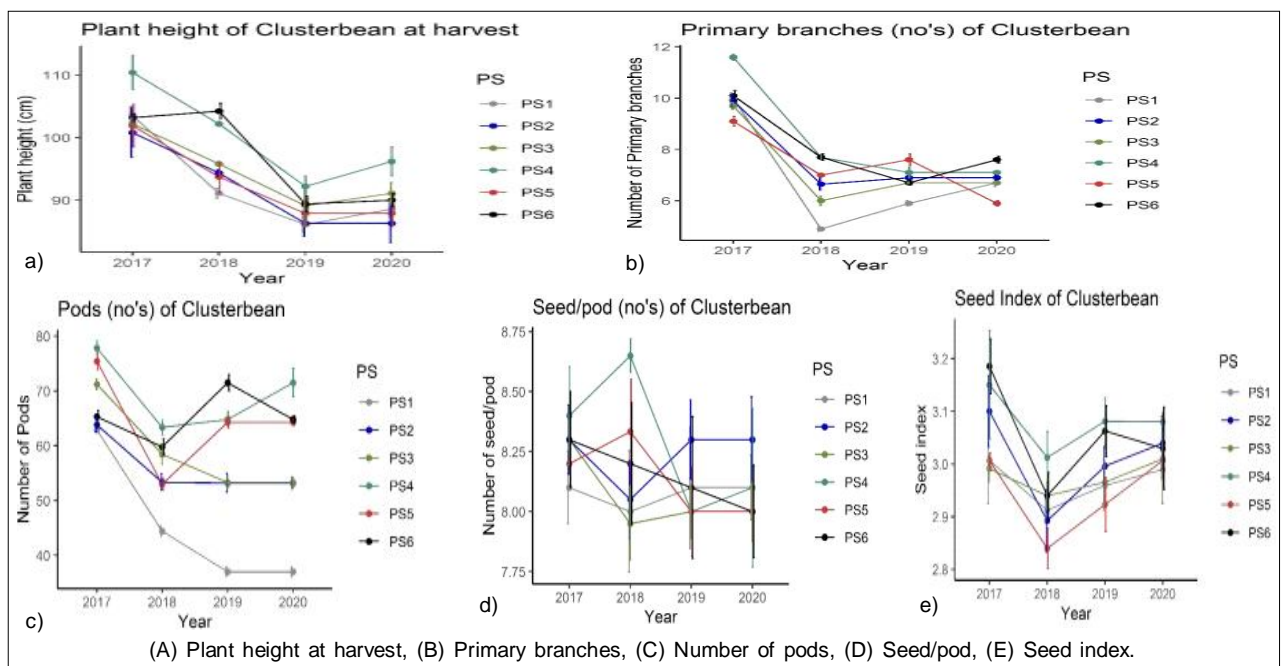 Plant height of Clusterbean at harvest
Plant height (cm)
110
100
90
2017 2018 2019 2020
Year
PS
PS1
PS2
PS3
PS4
PS5
PS6
a)
Primary branches (no's) of Clusterbean
Number of Primary branches
12
10
8
6
2017 2018 2019 2020
Year
PS
PS1
PS2
PS3
PS4
PS5
PS6
b)
Pods (no's) of Clusterbean
Number of Pods
80
70
60
50
40
2017 2018 2019 2020
Year
PS
PS1
PS2
PS3
PS4
PS5
PS6
c)
Seed/pod (no's) of Clusterbean
Number of seed/pod
8.75
8.50
8.25
8.00
7.75
2017 2018 2019 2020
Year
PS
PS1
PS2
PS3
PS4
PS5
PS6
d)
Seed Index of Clusterbean
Seed index
3.2
3.1
3.0
2.9
2.8
2017 2018 2019 2020
Year
PS
PS1
PS2
PS3
PS4
PS5
PS6
e)
(A) Plant height at harvest, (B) Primary branches, (C) Number of pods, (D) Seed/pod, (E) Seed index.